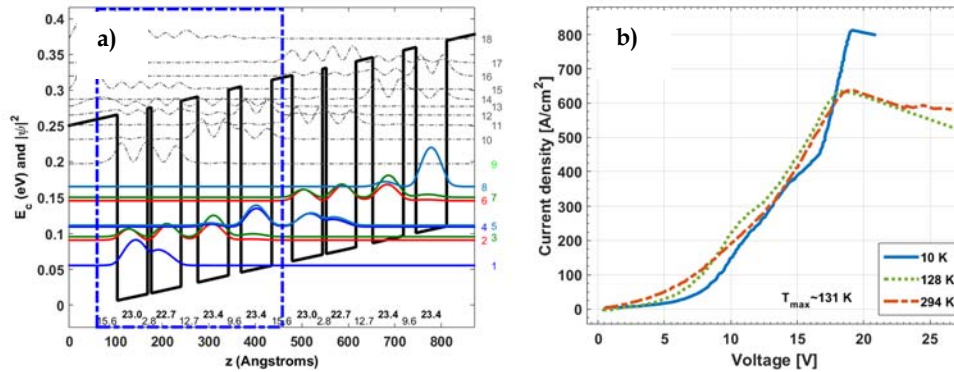 a)
E_c (eV) and |ψ|²
0.4
0.35
0.3
0.25
0.2
0.15
0.1
0.05
0
18
17
16
15
14
13
12
11
10
9
8
7
6
5
4
3
2
1
15.6 23.0 2.8 22.7 12.7 23.4 9.6 23.4 15.6 23.0 2.8 22.7 12.7 23.4 9.6 23.4
0 100 200 300 400 500 600 700 800
z (Angstroms)
b)
Current density [A/cm²]
800
700
600
500
400
300
200
100
0
T_max~131 K
10 K
128 K
294 K
0 5 10 15 20 25
Voltage [V]